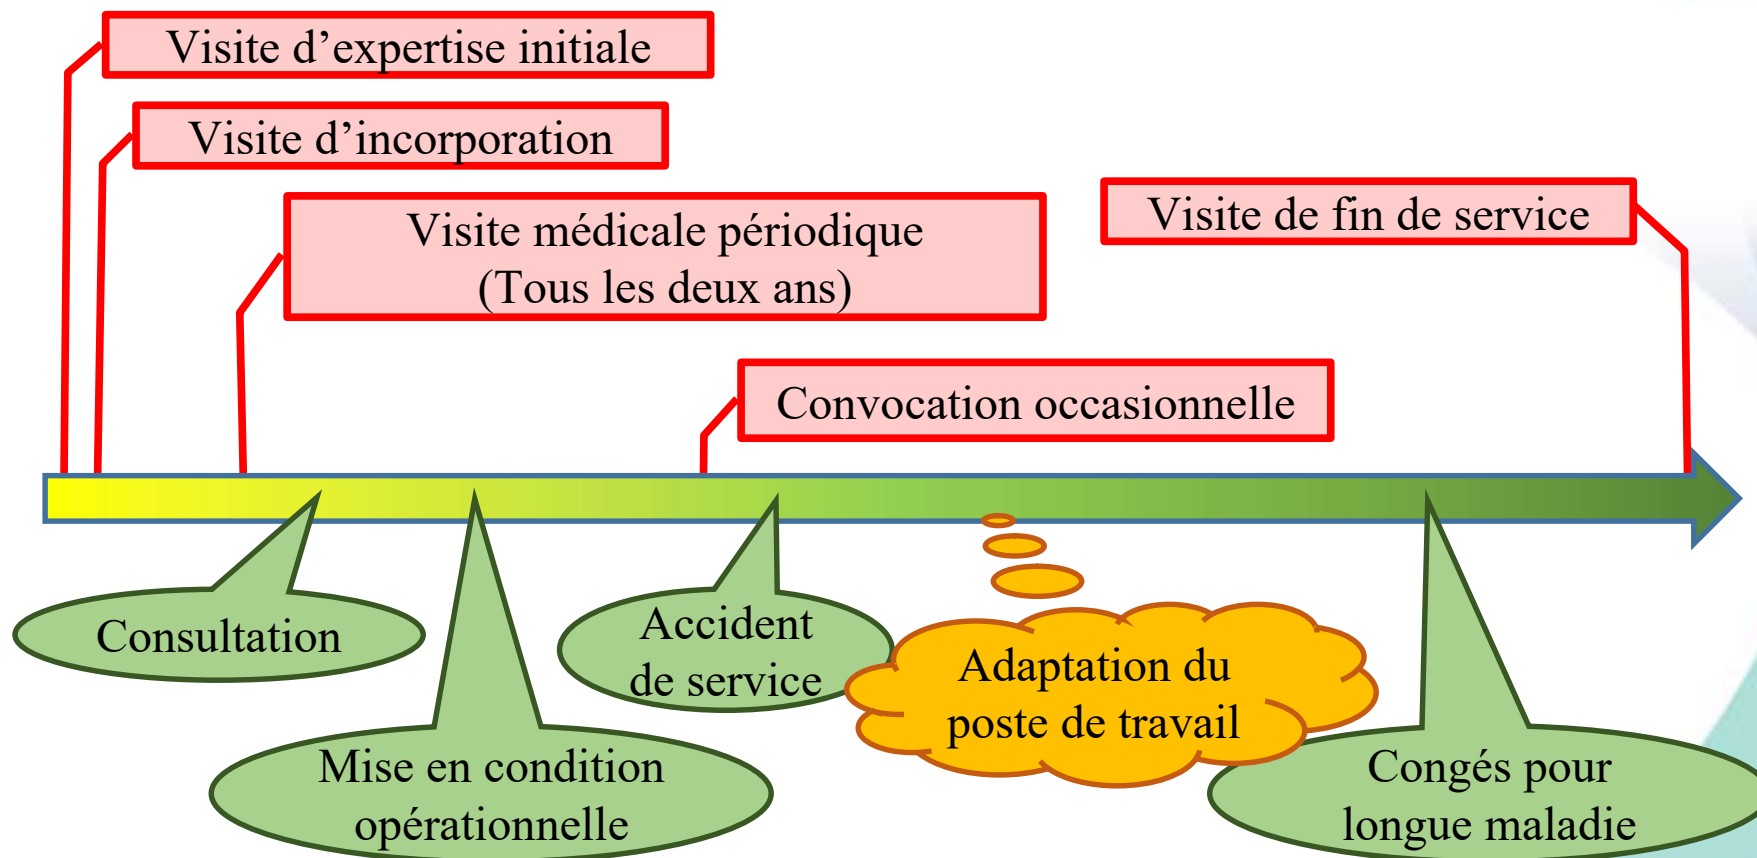 Visite d’expertise initiale
Visite d’incorporation
Visite médicale périodique
(Tous les deux ans)
Visite de fin de service
Convocation occasionnelle
Consultation
Mise en condition
opérationnelle
Accident
de service
Adaptation du
poste de travail
Congés pour
longue maladie